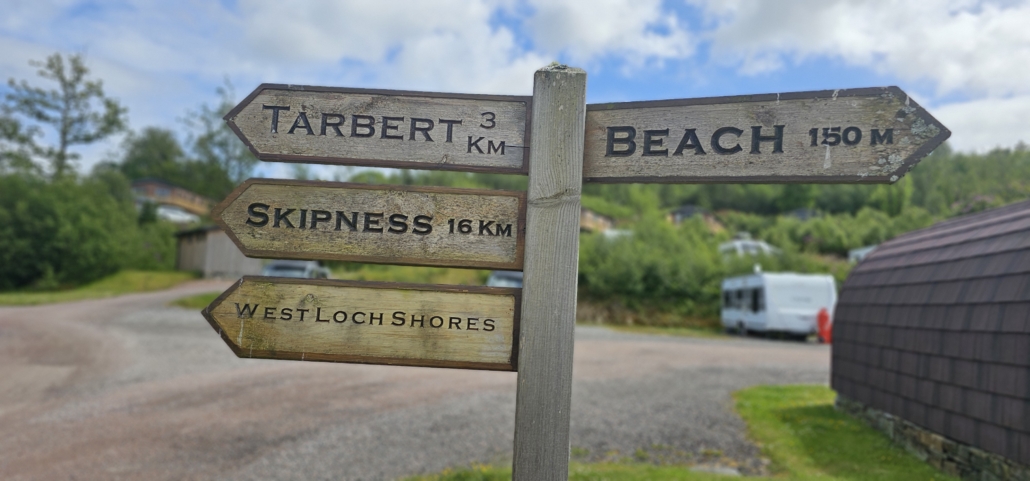 TARBERT 3 KM
BEACH 150 M
SKIPNESS 16 KM
WEST LOCH SHORES